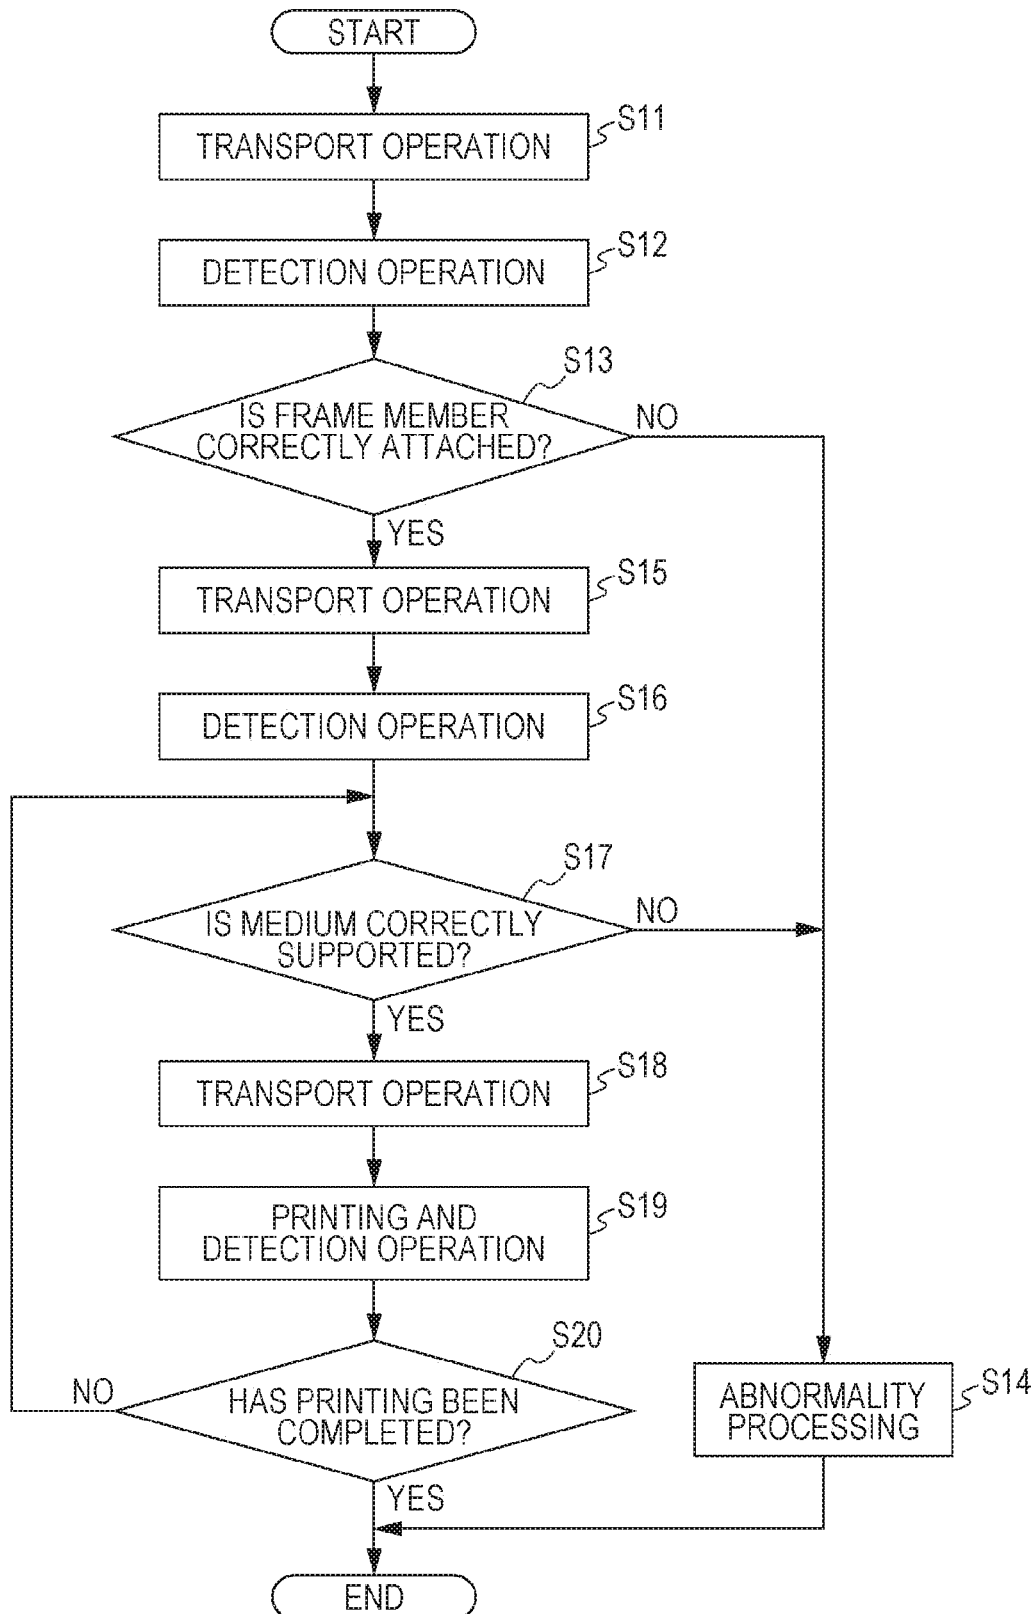 START
TRANSPORT OPERATION
S11
DETECTION OPERATION
S12
S13
IS FRAME MEMBER
CORRECTLY ATTACHED?
NO
YES
TRANSPORT OPERATION
S15
DETECTION OPERATION
S16
S17
IS MEDIUM CORRECTLY
SUPPORTED?
NO
YES
TRANSPORT OPERATION
S18
PRINTING AND
DETECTION OPERATION
S19
S20
NO
HAS PRINTING BEEN
COMPLETED?
YES
ABNORMALITY
PROCESSING
S14
END